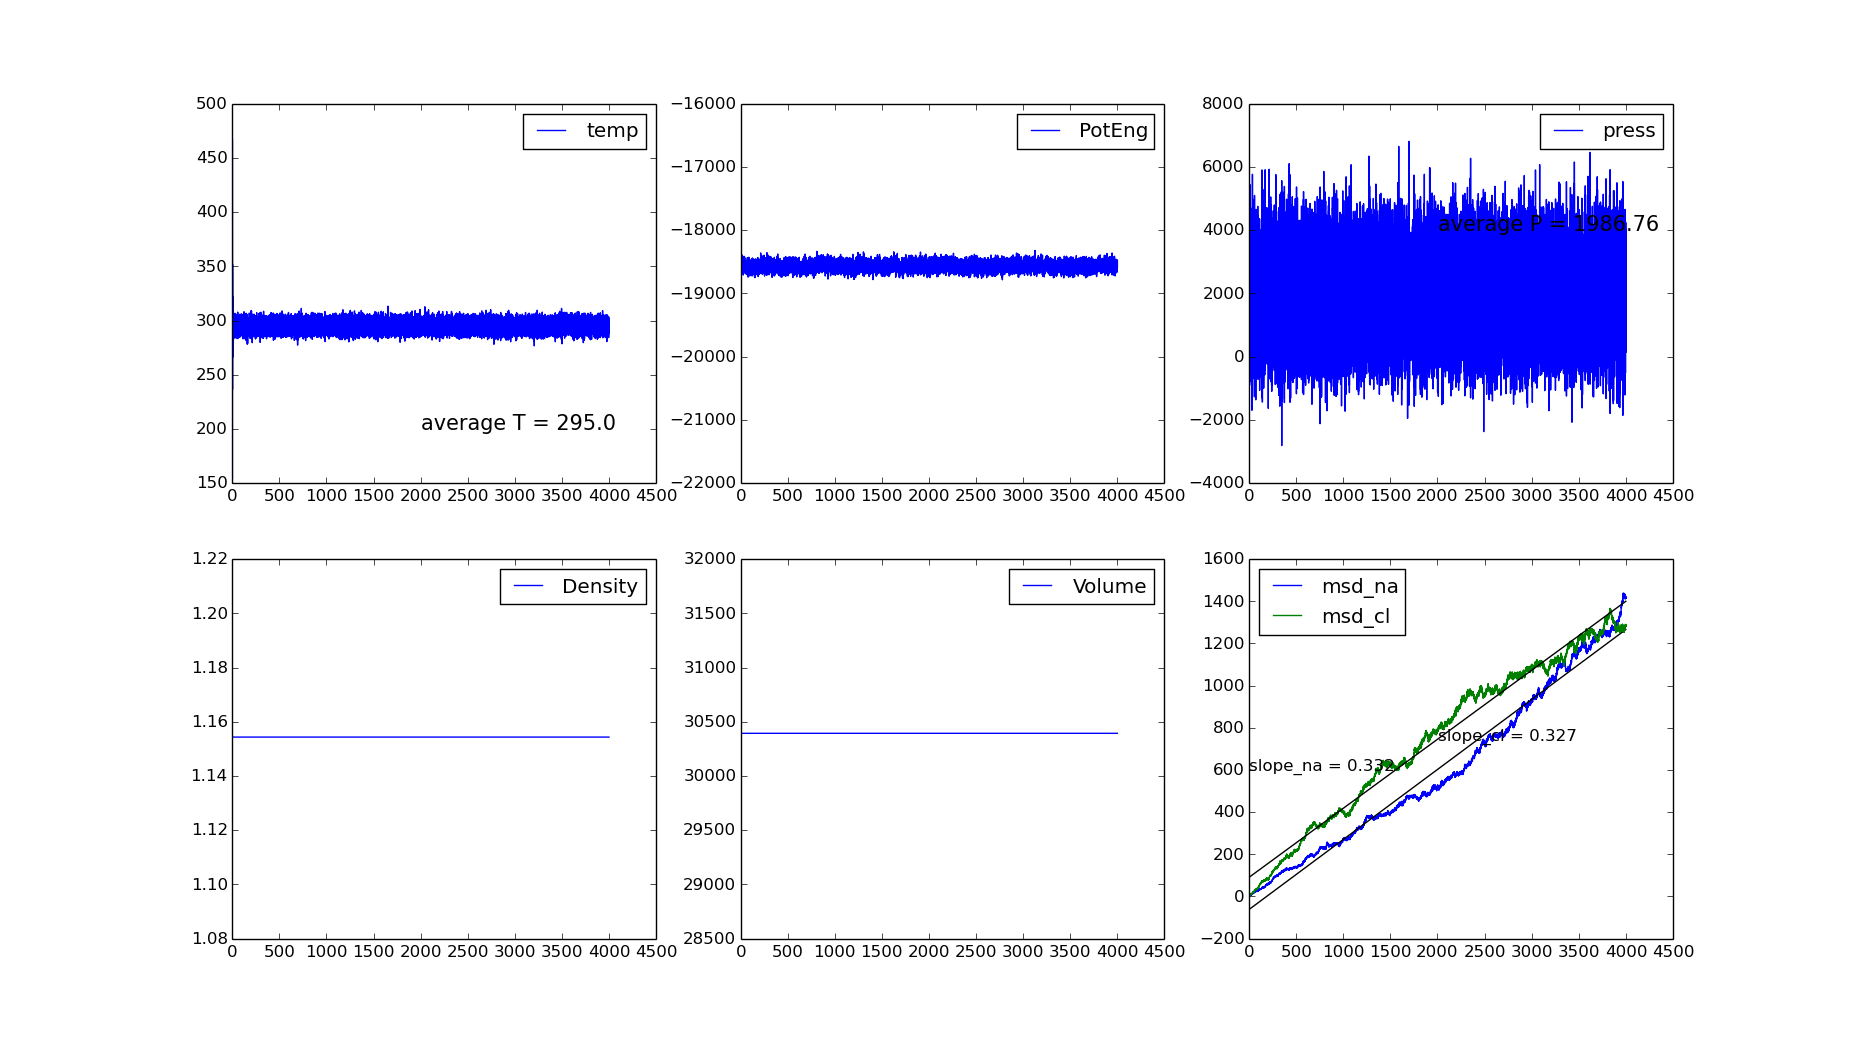 500
450
400
350
300
250
200
150
temp
average T = 295.0
0 500 1000 1500 2000 2500 3000 3500 4000 4500
−16000
−17000
−18000
−19000
−20000
−21000
−22000
PotEng
0 500 1000 1500 2000 2500 3000 3500 4000 4500
8000
6000
4000
2000
0
−2000
−4000
press
average P = 1986.76
0 500 1000 1500 2000 2500 3000 3500 4000 4500
1.22
1.20
1.18
1.16
1.14
1.12
1.10
1.08
Density
0 500 1000 1500 2000 2500 3000 3500 4000 4500
32000
31500
31000
30500
30000
29500
29000
28500
Volume
0 500 1000 1500 2000 2500 3000 3500 4000 4500
1600
1400
1200
1000
800
600
400
200
0
−200
msd_na
msd_cl
slope_cl = 0.327
slope_na = 0.332
0 500 1000 1500 2000 2500 3000 3500 4000 4500